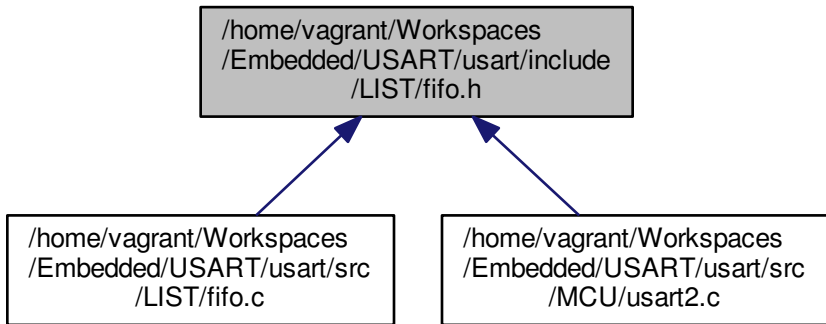 /home/vagrant/Workspaces
/Embedded/USART/usart/include
/LIST/fifo.h
/home/vagrant/Workspaces
/Embedded/USART/usart/src
/LIST/fifo.c
/home/vagrant/Workspaces
/Embedded/USART/usart/src
/MCU/usart2.c